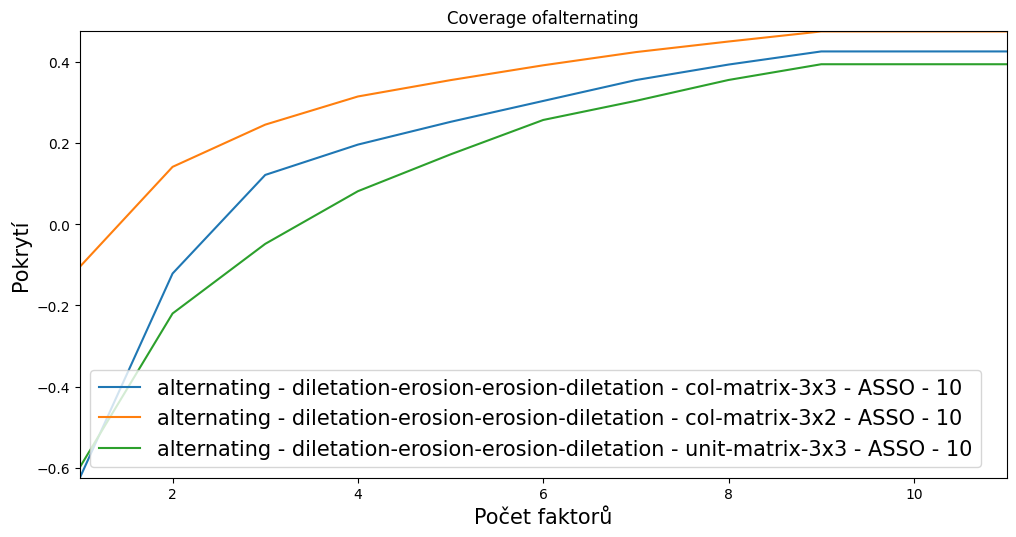 Coverage ofalternating
Pokrytí
0.4
0.2
0.0
−0.2
−0.4
−0.6
alternating - diletation-erosion-erosion-diletation - col-matrix-3x3 - ASSO - 10
alternating - diletation-erosion-erosion-diletation - col-matrix-3x2 - ASSO - 10
alternating - diletation-erosion-erosion-diletation - unit-matrix-3x3 - ASSO - 10
2 4 6 8 10
Počet faktorů